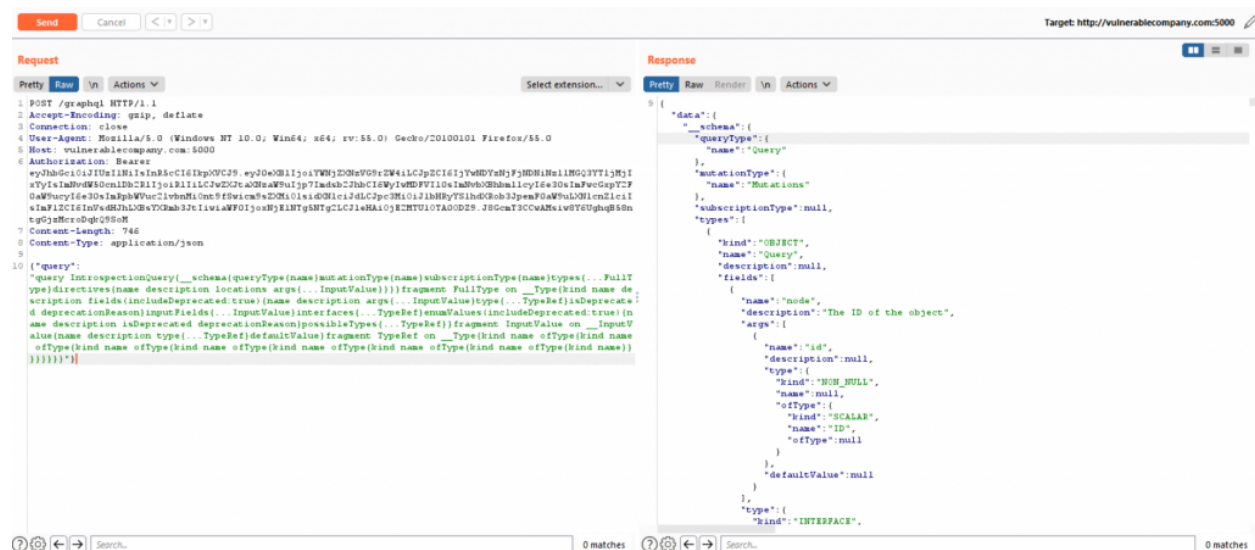 Send Cancel < > Target: http://vulnerablecompany.com:5000
Request
Pretty Raw \n Actions Select extension...
1 POST /graphql HTTP/1.1
2 Accept-Encoding: gzip, deflate
3 Connection: close
4 User-Agent: Mozilla/5.0 (Windows NT 10.0; Win64; x64; rv:55.0) Gecko/20100101 Firefox/55.0
5 Host: vulnerablecompany.com:5000
6 Authorization: Bearer
7 Content-Length: 746
8 Content-Type: application/json
9
10 {"query":
"query IntrospectionQuery{__schema{queryType{name}mutationType{name}subscriptionType{name}types{...FullT
ype}directives{name description locations args{...InputValue}}}}fragment FullType on __Type{kind name de
scription fields(includeDeprecated:true){name description args{...InputValue}type{...TypeRef}isDeprecate
d deprecationReason}inputFields{...InputValue}interfaces{...TypeRef}enumValues(includeDeprecated:true){n
ame description isDeprecated deprecationReason}possibleTypes{...TypeRef}}fragment InputValue on __InputV
alue{name description type{...TypeRef}defaultValue}fragment TypeRef on __Type{kind name ofType{kind name
ofType{kind name ofType{kind name ofType{kind name ofType{kind name ofType{kind name ofType{kind name}}
}}}}}}"}
Search... 0 matches
Response
Pretty Raw Render \n Actions
9 {
"data":{
"__schema":{
"queryType":{
"name":"Query"
},
"mutationType":{
"name":"Mutations"
},
"subscriptionType":null,
"types":[
{
"kind":"OBJECT",
"name":"Query",
"description":null,
"fields":[
{
"name":"node",
"description":"The ID of the object",
"args":[
{
"name":"id",
"description":null,
"type":{
"kind":"NON_NULL",
"name":null,
"ofType":{
"kind":"SCALAR",
"name":"ID",
"ofType":null
}
},
"defaultValue":null
}
],
"type":{
"kind":"INTERFACE",
Search... 0 matches